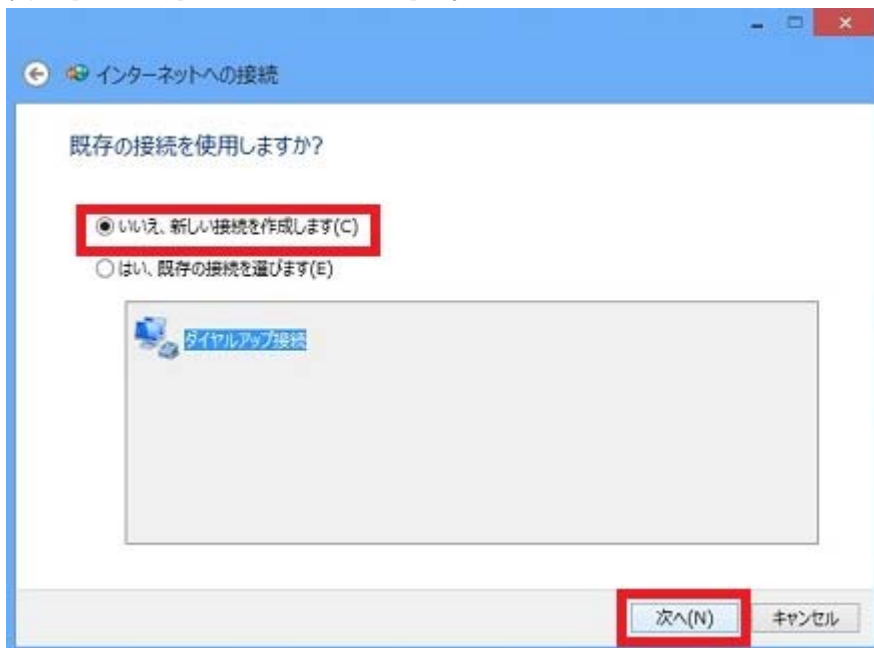 インターネットへの接続
既存の接続を使用しますか?
いいえ、新しい接続を作成します(C)
はい、既存の接続を選びます(E)
ダイヤルアップ接続
次へ(N)
キャンセル